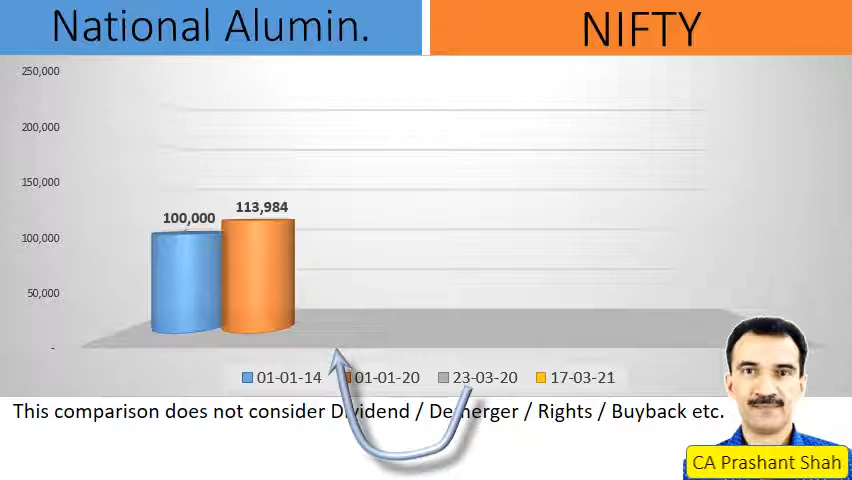 National Alumin.
NIFTY
250,000
200,000
150,000
100,000
50,000
-
100,000
113,984
01-01-14 01-01-20 23-03-20 17-03-21
This comparison does not consider Dividend / Demerger / Rights / Buyback etc.
CA Prashant Shah